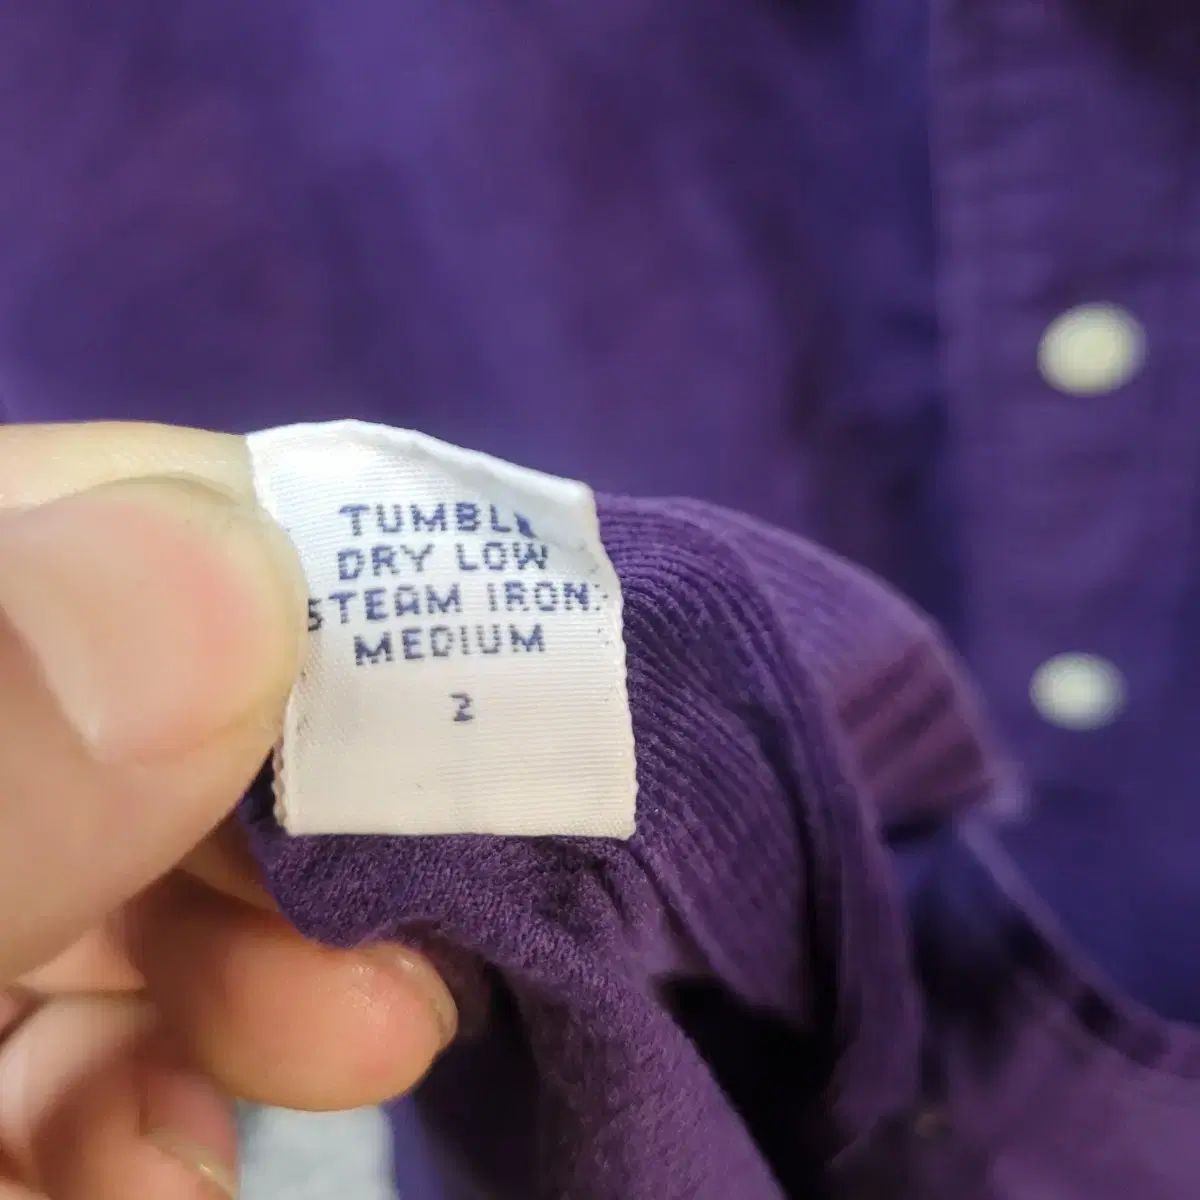 TUMBLE
DRY LOW
STEAM IRON:
MEDIUM
2